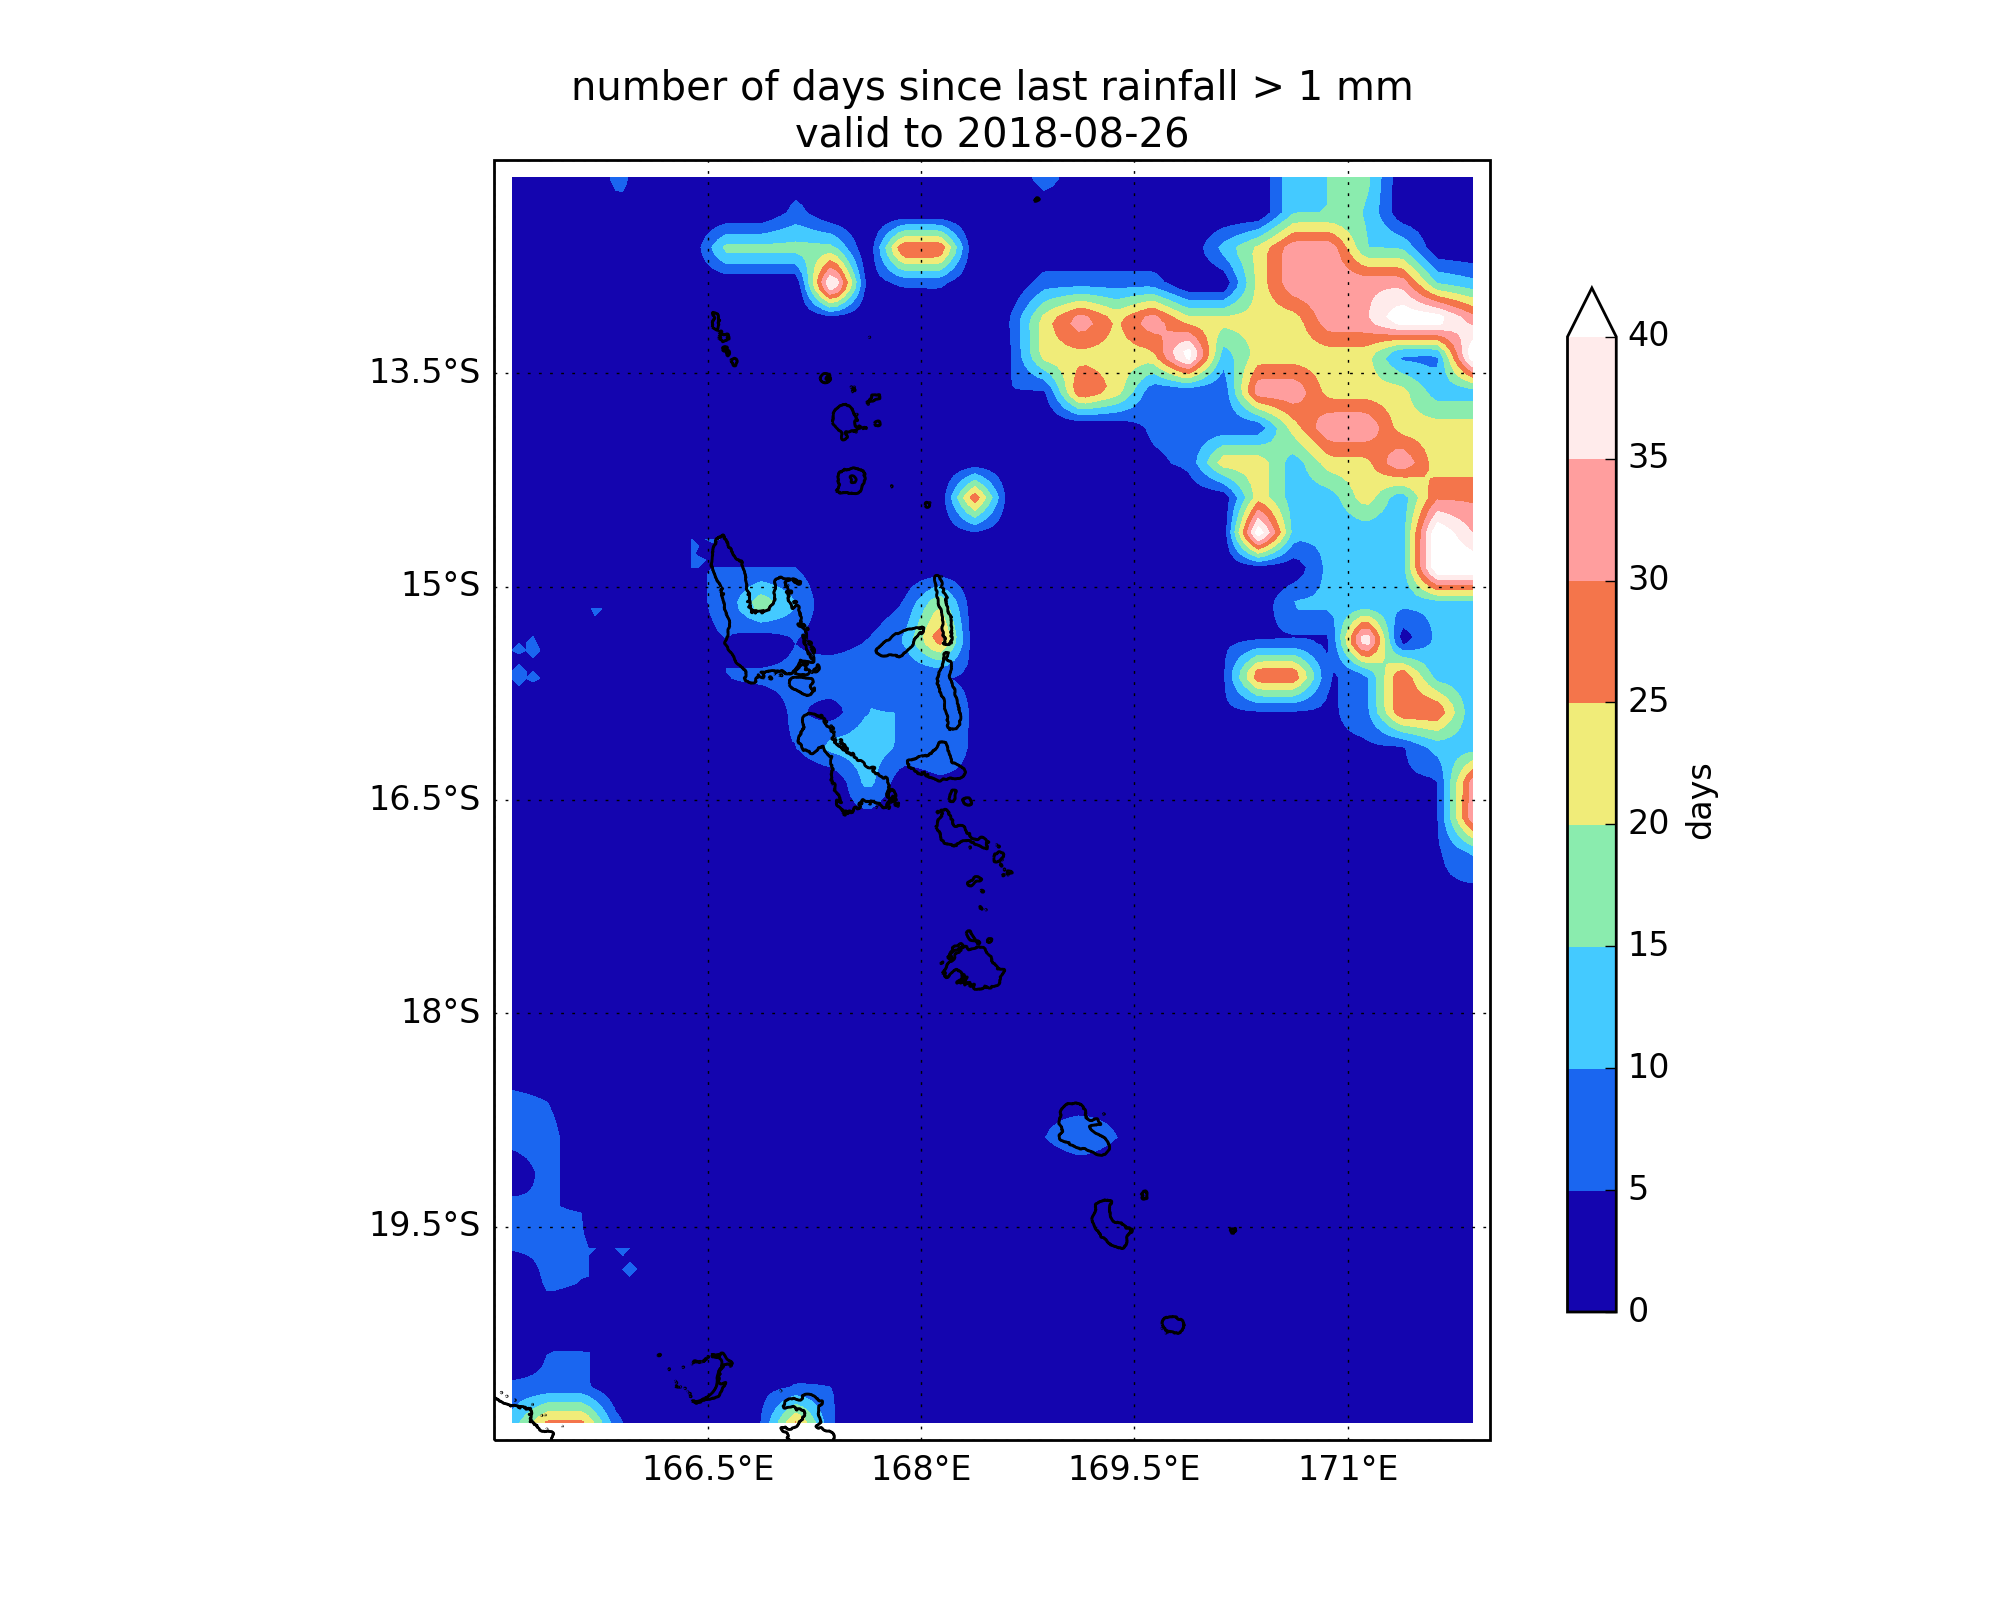 number of days since last rainfall > 1 mm
valid to 2018-08-26
13.5°S
15°S
16.5°S
18°S
19.5°S
166.5°E
168°E
169.5°E
171°E
40
35
30
25
20
15
10
5
0
days